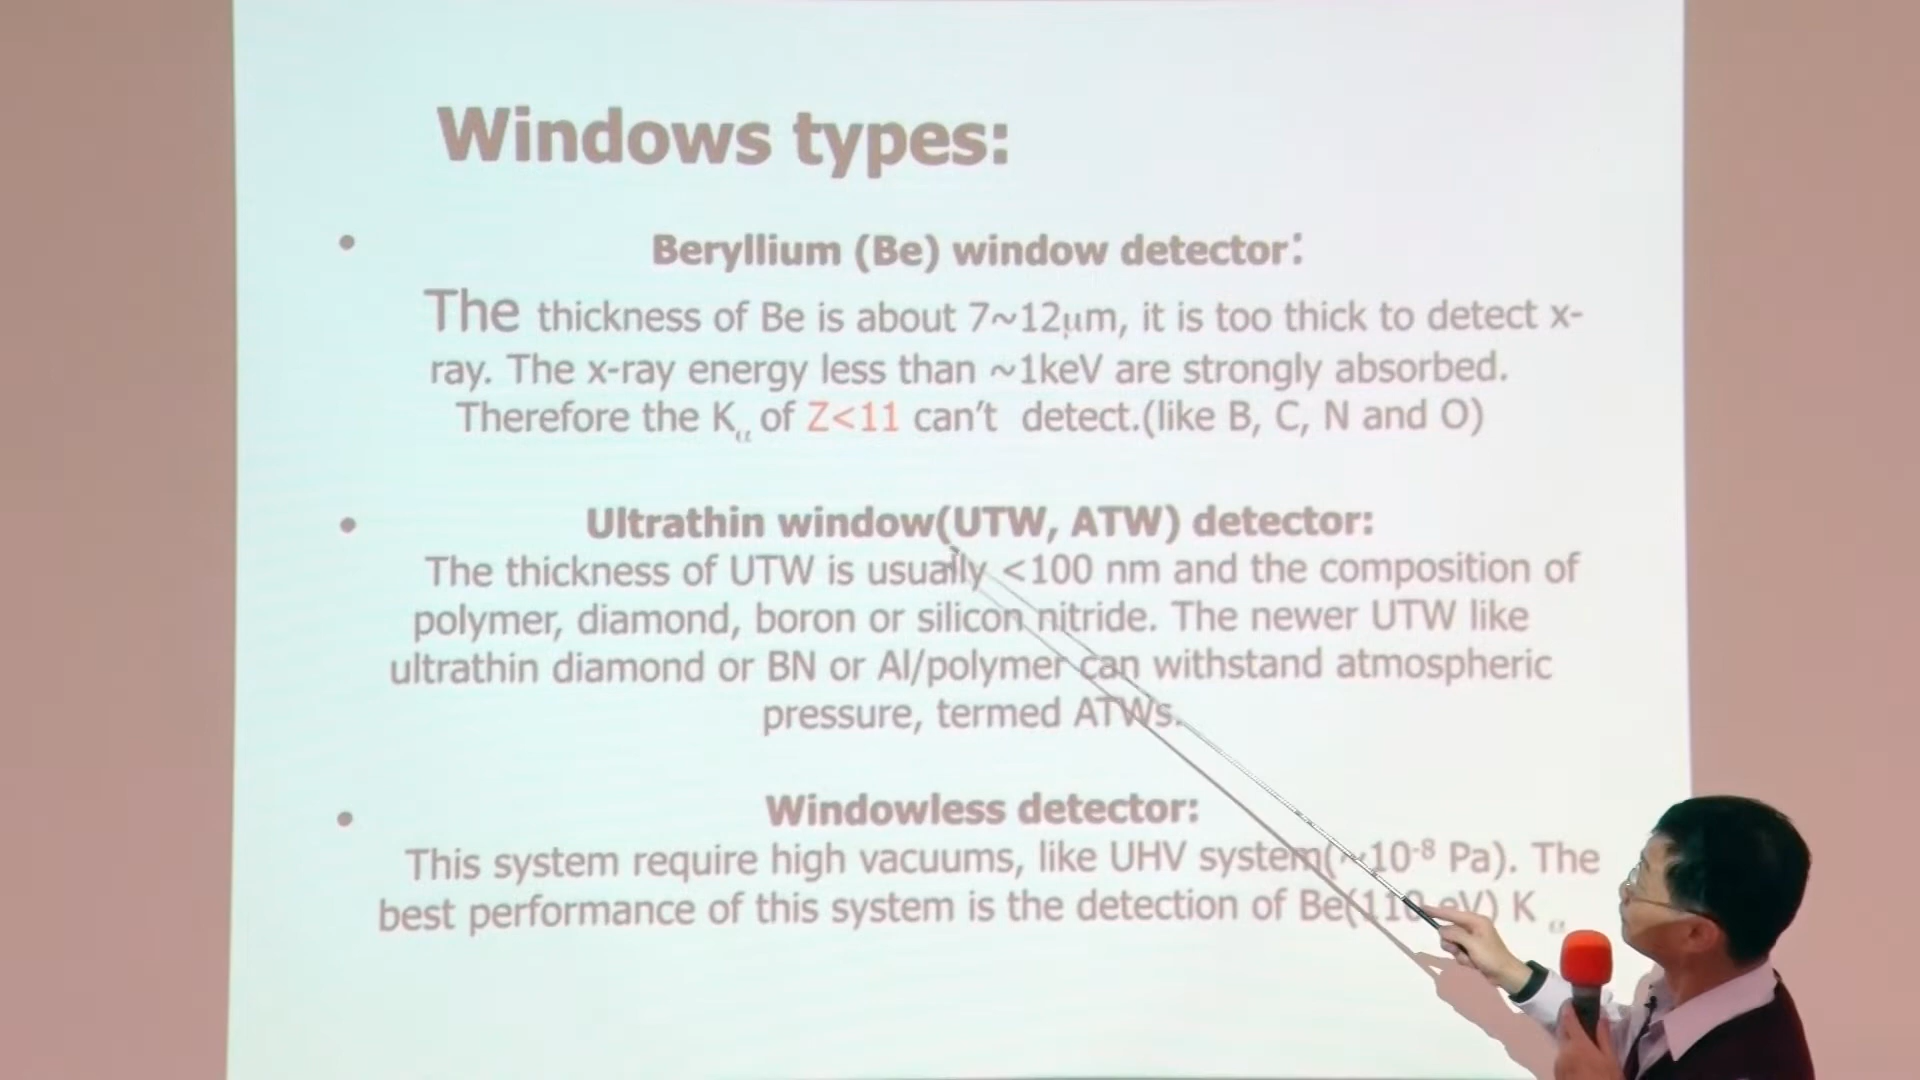 Windows types:
• Beryllium (Be) window detector:
The thickness of Be is about 7~12μm, it is too thick to detect x-
ray. The x-ray energy less than ~1keV are strongly absorbed.
Therefore the Kα of Z<11 can't detect.(like B, C, N and O)
• Ultrathin window(UTW, ATW) detector:
The thickness of UTW is usually <100 nm and the composition of
polymer, diamond, boron or silicon nitride. The newer UTW like
ultrathin diamond or BN or Al/polymer can withstand atmospheric
pressure, termed ATWs.
• Windowless detector:
This system require high vacuums, like UHV system(~10-8 Pa). The
best performance of this system is the detection of Be(110 eV) K α